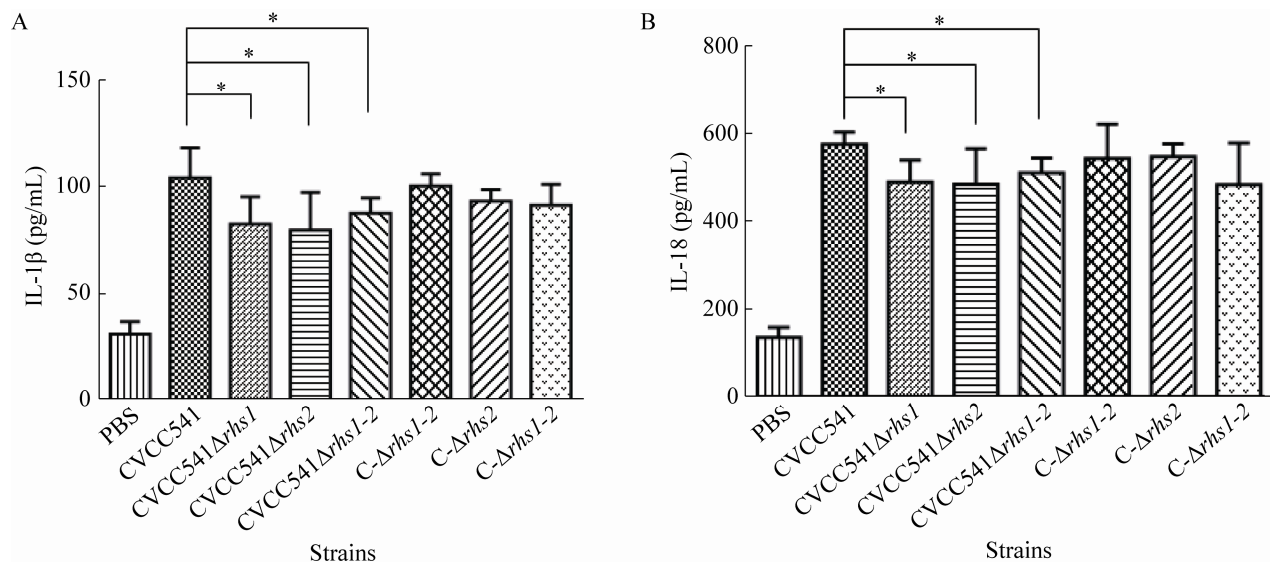 A
*
*
*
150
100
50
0
IL-1β (pg/mL)
PBS
CVCC541
CVCC541Δrhs1
CVCC541Δrhs2
CVCC541Δrhs1-2
C-Δrhs1-2
C-Δrhs2
C-Δrhs1-2
Strains
B
*
*
*
800
600
400
200
0
IL-18 (pg/mL)
PBS
CVCC541
CVCC541Δrhs1
CVCC541Δrhs2
CVCC541Δrhs1-2
C-Δrhs1-2
C-Δrhs2
C-Δrhs1-2
Strains